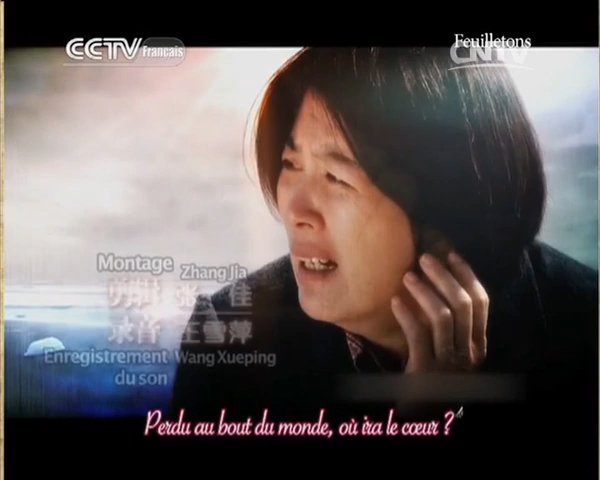 CCTV Français
Feuilletons
CNTV
Montage Zhang Jia
剪辑 张 佳
录音 王雪萍
Enregistrement Wang Xueping
du son
Perdu au bout du monde, où ira le cœur ?